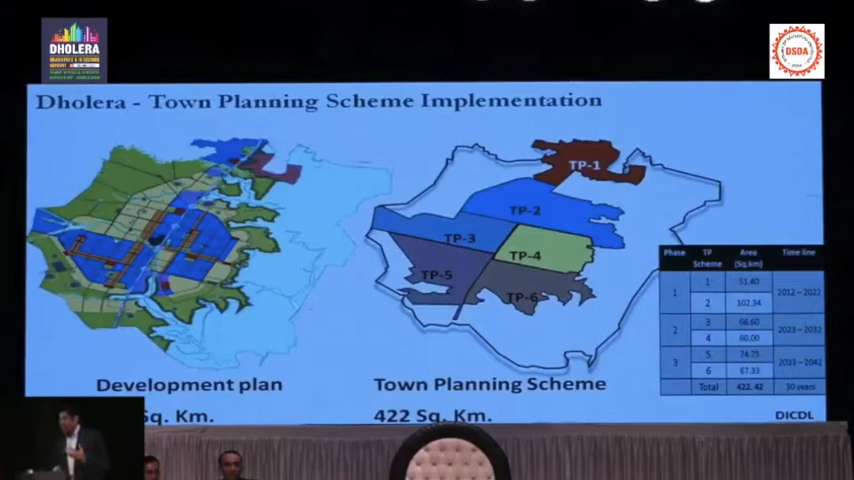 DHOLERA
DSDA
Dholera - Town Planning Scheme Implementation
TP-1
TP-2
TP-3
TP-4
TP-5
TP-6
Phase TP Scheme Area (Sq.km) Time line
1 1 51.40 2012 – 2022
2 102.34
2 3 66.60 2023 – 2032
4 60.00
3 5 74.75 2033 – 2042
6 67.33
Total 422.42 30 years
Development plan
Sq. Km.
Town Planning Scheme
422 Sq. Km.
DICDL